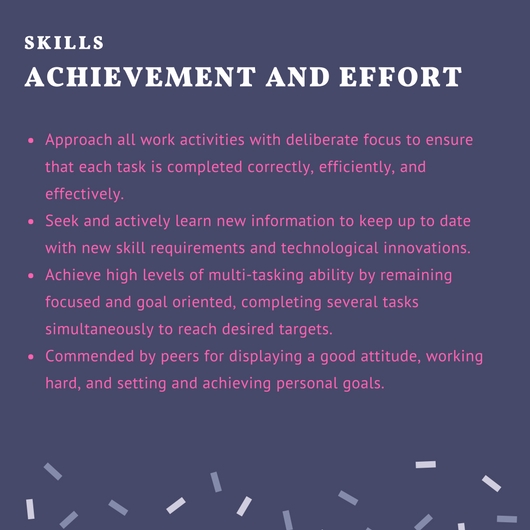 SKILLS
ACHIEVEMENT AND EFFORT
• Approach all work activities with deliberate focus to ensure
that each task is completed correctly, efficiently, and
effectively.
• Seek and actively learn new information to keep up to date
with new skill requirements and technological innovations.
• Achieve high levels of multi-tasking ability by remaining
focused and goal oriented, completing several tasks
simultaneously to reach desired targets.
• Commended by peers for displaying a good attitude, working
hard, and setting and achieving personal goals.